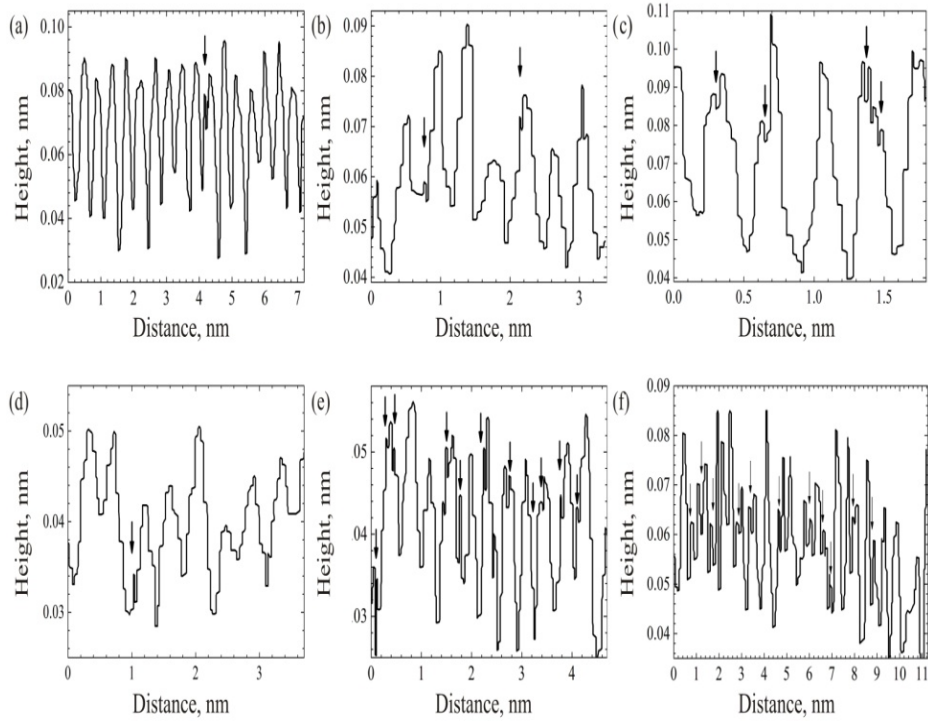 (a)
Height, nm
0.10
0.08
0.06
0.04
0.02
0 1 2 3 4 5 6 7
Distance, nm
(b)
Height, nm
0.09
0.08
0.07
0.06
0.05
0.04
0 1 2 3
Distance, nm
(c)
Height, nm
0.11
0.10
0.09
0.08
0.07
0.06
0.05
0.04
0.0 0.5 1.0 1.5
Distance, nm
(d)
Height, nm
0.05
0.04
0.03
0 1 2 3
Distance, nm
(e)
Height, nm
05
04
03
0 1 2 3 4
Distance, nm
(f)
Height, nm
0.09
0.08
0.07
0.06
0.05
0.04
0 1 2 3 4 5 6 7 8 9 10 11
Distance, nm